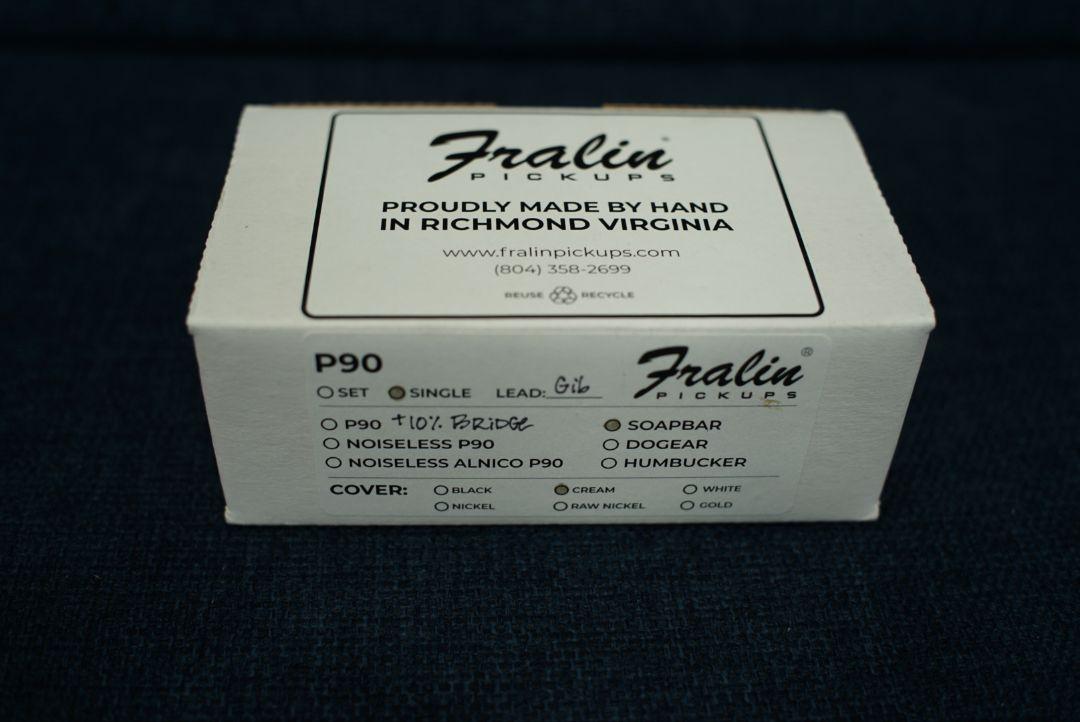 Fralin
PICKUPS
PROUDLY MADE BY HAND
IN RICHMOND VIRGINIA
www.fralinpickups.com
(804) 358-2699
REUSE RECYCLE
P90
Fralin®
PICKUPS
SET SINGLE LEAD: Gib
P90 +10% BRIDGE SOAPBAR
NOISELESS P90 DOGEAR
NOISELESS ALNICO P90 HUMBUCKER
COVER: BLACK CREAM WHITE
NICKEL RAW NICKEL GOLD